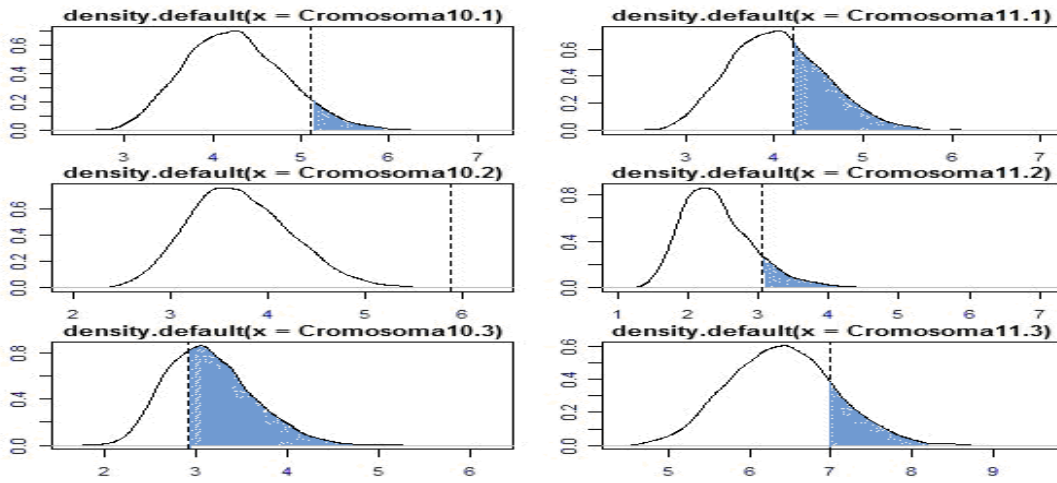 density.default(x = Cromosoma10.1)
0.0 0.2 0.4 0.6
3 4 5 6 7
density.default(x = Cromosoma11.1)
0.0 0.2 0.4 0.6
3 4 5 6 7
density.default(x = Cromosoma10.2)
0.0 0.2 0.4 0.6
2 3 4 5 6
density.default(x = Cromosoma11.2)
0.0 0.4 0.8
1 2 3 4 5 6 7
density.default(x = Cromosoma10.3)
0.0 0.4 0.8
2 3 4 5 6
density.default(x = Cromosoma11.3)
0.0 0.2 0.4 0.6
5 6 7 8 9